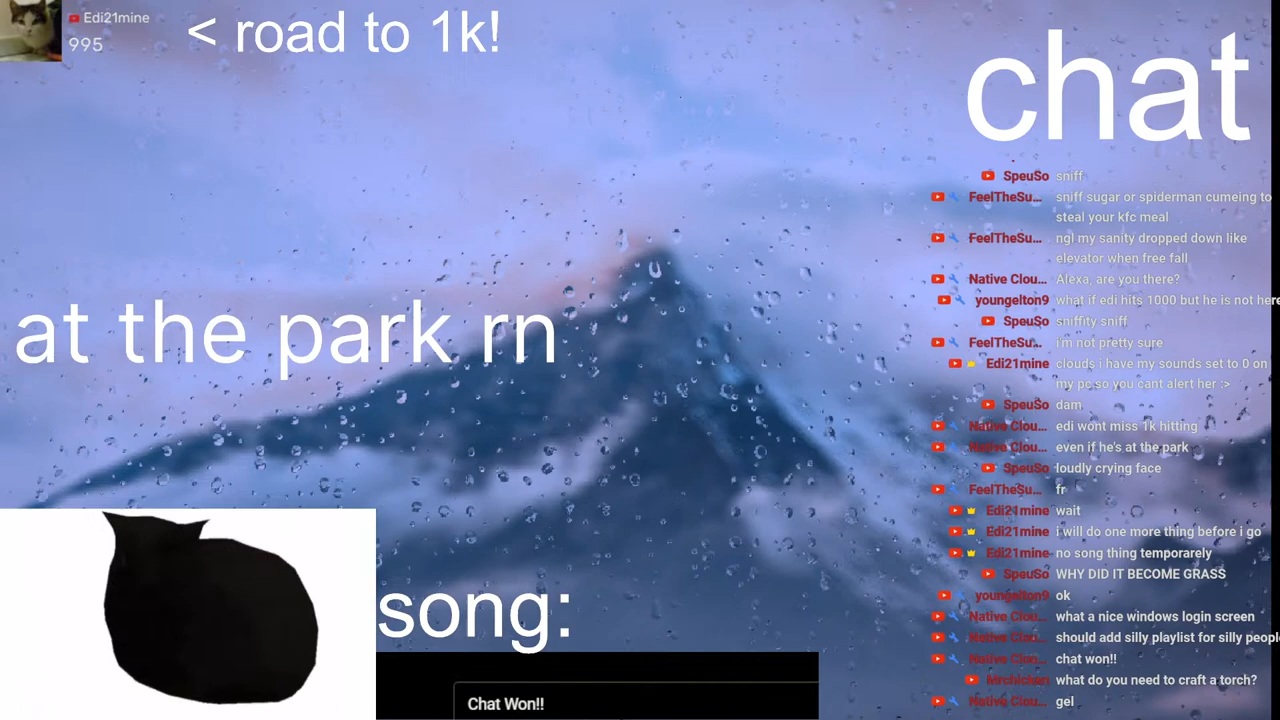 Edi21mine
995
< road to 1k!
chat
SpeuSo sniff
FeelTheSu... sniff sugar or spiderman cumeing to
steal your kfc meal
FeelTheSu... ngl my sanity dropped down like
elevator when free fall
Native Clou... Alexa, are you there?
youngelton9 what if edi hits 1000 but he is not here
SpeuSo sniffity sniff
FeelTheSu... i'm not pretty sure
Edi21mine clouds i have my sounds set to 0 on
my pc so you cant alert her :>
SpeuSo dam
Native Clou... edi wont miss 1k hitting
Native Clou... even if he's at the park
SpeuSo loudly crying face
FeelTheSu... fr
Edi21mine wait
Edi21mine i will do one more thing before i go
Edi21mine no song thing temporarely
SpeuSo WHY DID IT BECOME GRASS
youngelton9 ok
Native Clou... what a nice windows login screen
Native Clou... should add silly playlist for silly people
Native Clou... chat won!!
Mrchichan what do you need to craft a torch?
Native Clou... gel
at the park rn
song:
Chat Won!!